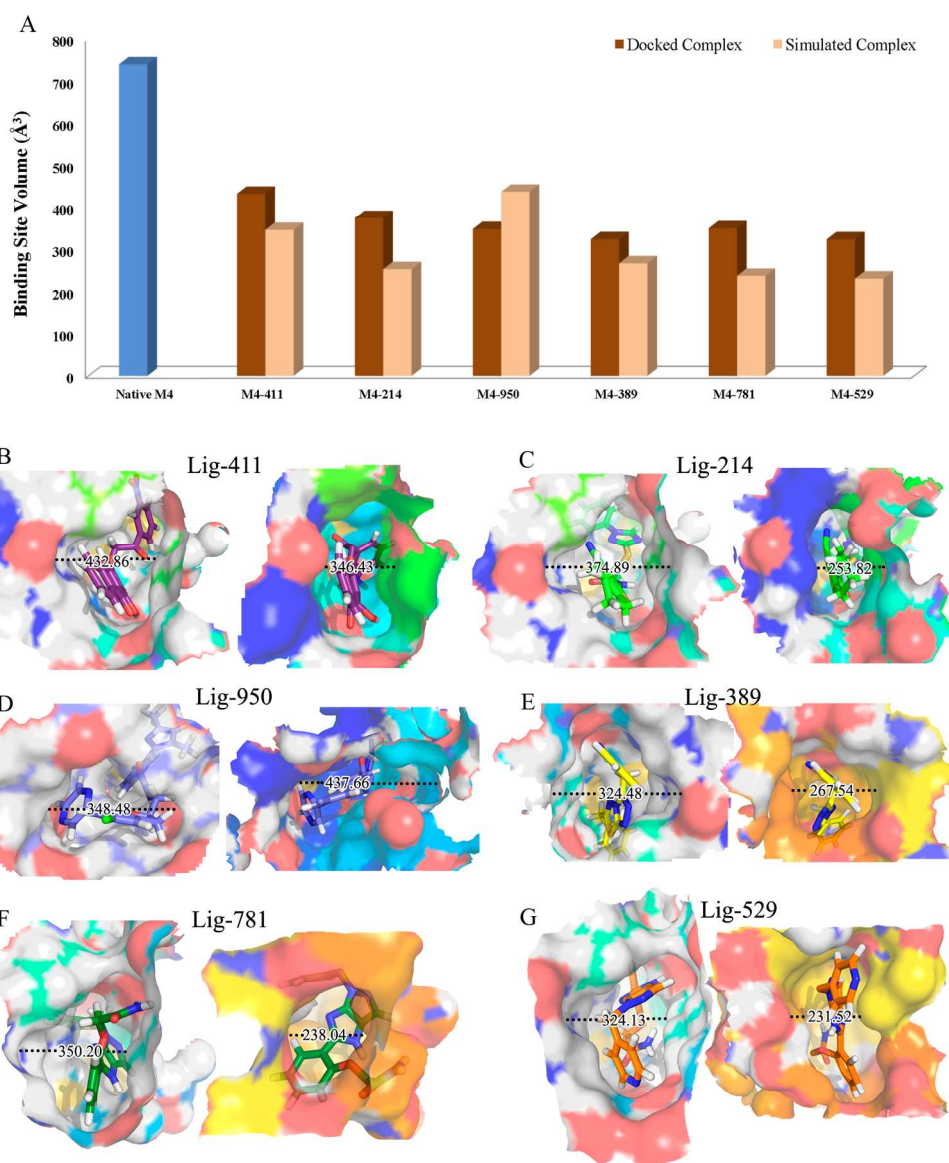 A
Docked Complex Simulated Complex
Binding Site Volume (Å³)
800
700
600
500
400
300
200
100
0
Native M4 M4-411 M4-214 M4-950 M4-389 M4-781 M4-529
B Lig-411
432.86 346.43
C Lig-214
374.89 253.82
D Lig-950
348.48 437.66
E Lig-389
324.48 267.54
F Lig-781
350.20 238.04
G Lig-529
324.13 231.52